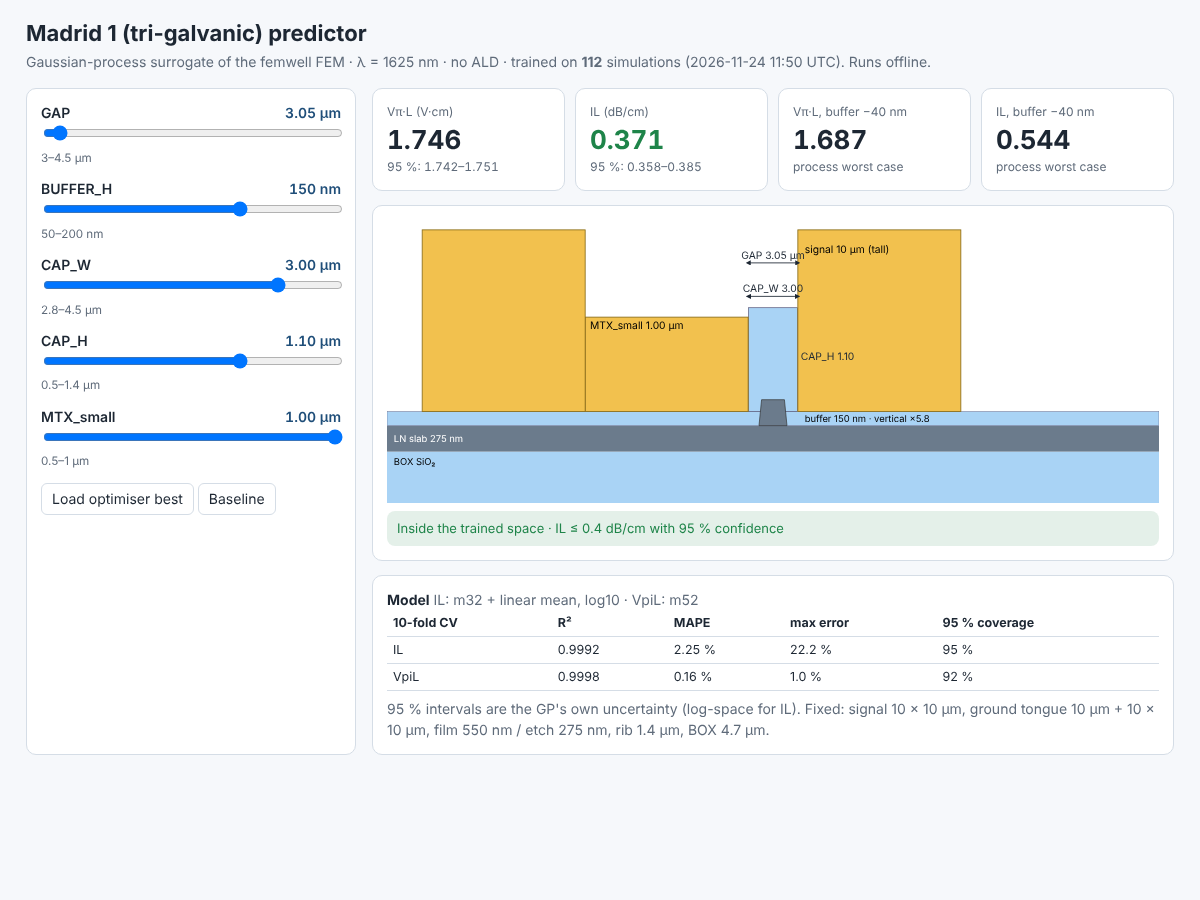 Madrid 1 (tri-galvanic) predictor
Gaussian-process surrogate of the femwell FEM · λ = 1625 nm · no ALD · trained on 112 simulations (2026-11-24 11:50 UTC). Runs offline.
GAP 3.05 µm
3–4.5 µm
BUFFER_H 150 nm
50–200 nm
CAP_W 3.00 µm
2.8–4.5 µm
CAP_H 1.10 µm
0.5–1.4 µm
MTX_small 1.00 µm
0.5–1 µm
Load optimiser best
Baseline
Vπ·L (V·cm)
1.746
95 %: 1.742–1.751
IL (dB/cm)
0.371
95 %: 0.358–0.385
Vπ·L, buffer −40 nm
1.687
process worst case
IL, buffer −40 nm
0.544
process worst case
signal 10 µm (tall)
GAP 3.05 µm
CAP_W 3.00
MTX_small 1.00 µm
CAP_H 1.10
buffer 150 nm · vertical ×5.8
LN slab 275 nm
BOX SiO₂
Inside the trained space · IL ≤ 0.4 dB/cm with 95 % confidence
Model IL: m32 + linear mean, log10 · VpiL: m52
10-fold CV R² MAPE max error 95 % coverage
IL 0.9992 2.25 % 22.2 % 95 %
VpiL 0.9998 0.16 % 1.0 % 92 %
95 % intervals are the GP's own uncertainty (log-space for IL). Fixed: signal 10 × 10 µm, ground tongue 10 µm + 10 ×
10 µm, film 550 nm / etch 275 nm, rib 1.4 µm, BOX 4.7 µm.